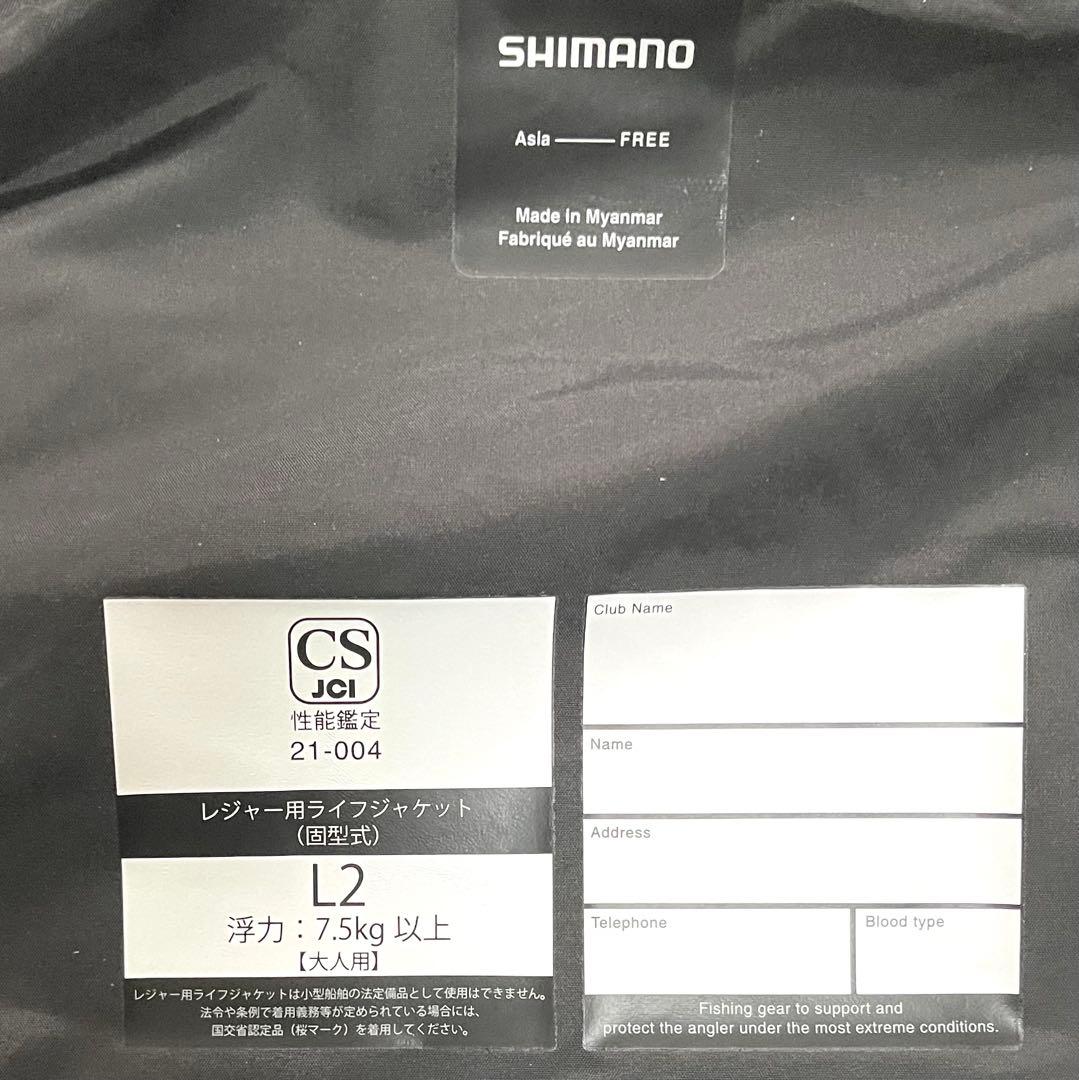 SHIMANO
Asia — FREE
Made in Myanmar
Fabriqué au Myanmar
CS
JCI
性能鑑定
21-004
レジャー用ライフジャケット
（固型式）
L2
浮力：7.5kg 以上
【大人用】
レジャー用ライフジャケットは小型船舶の法定備品として使用はできません。
法令や条例で着用義務等が定められている場合には、
国交省認定品（桜マーク）を着用してください。
Club Name
Name
Address
Telephone
Blood type
Fishing gear to support and
protect the angler under the most extreme conditions.